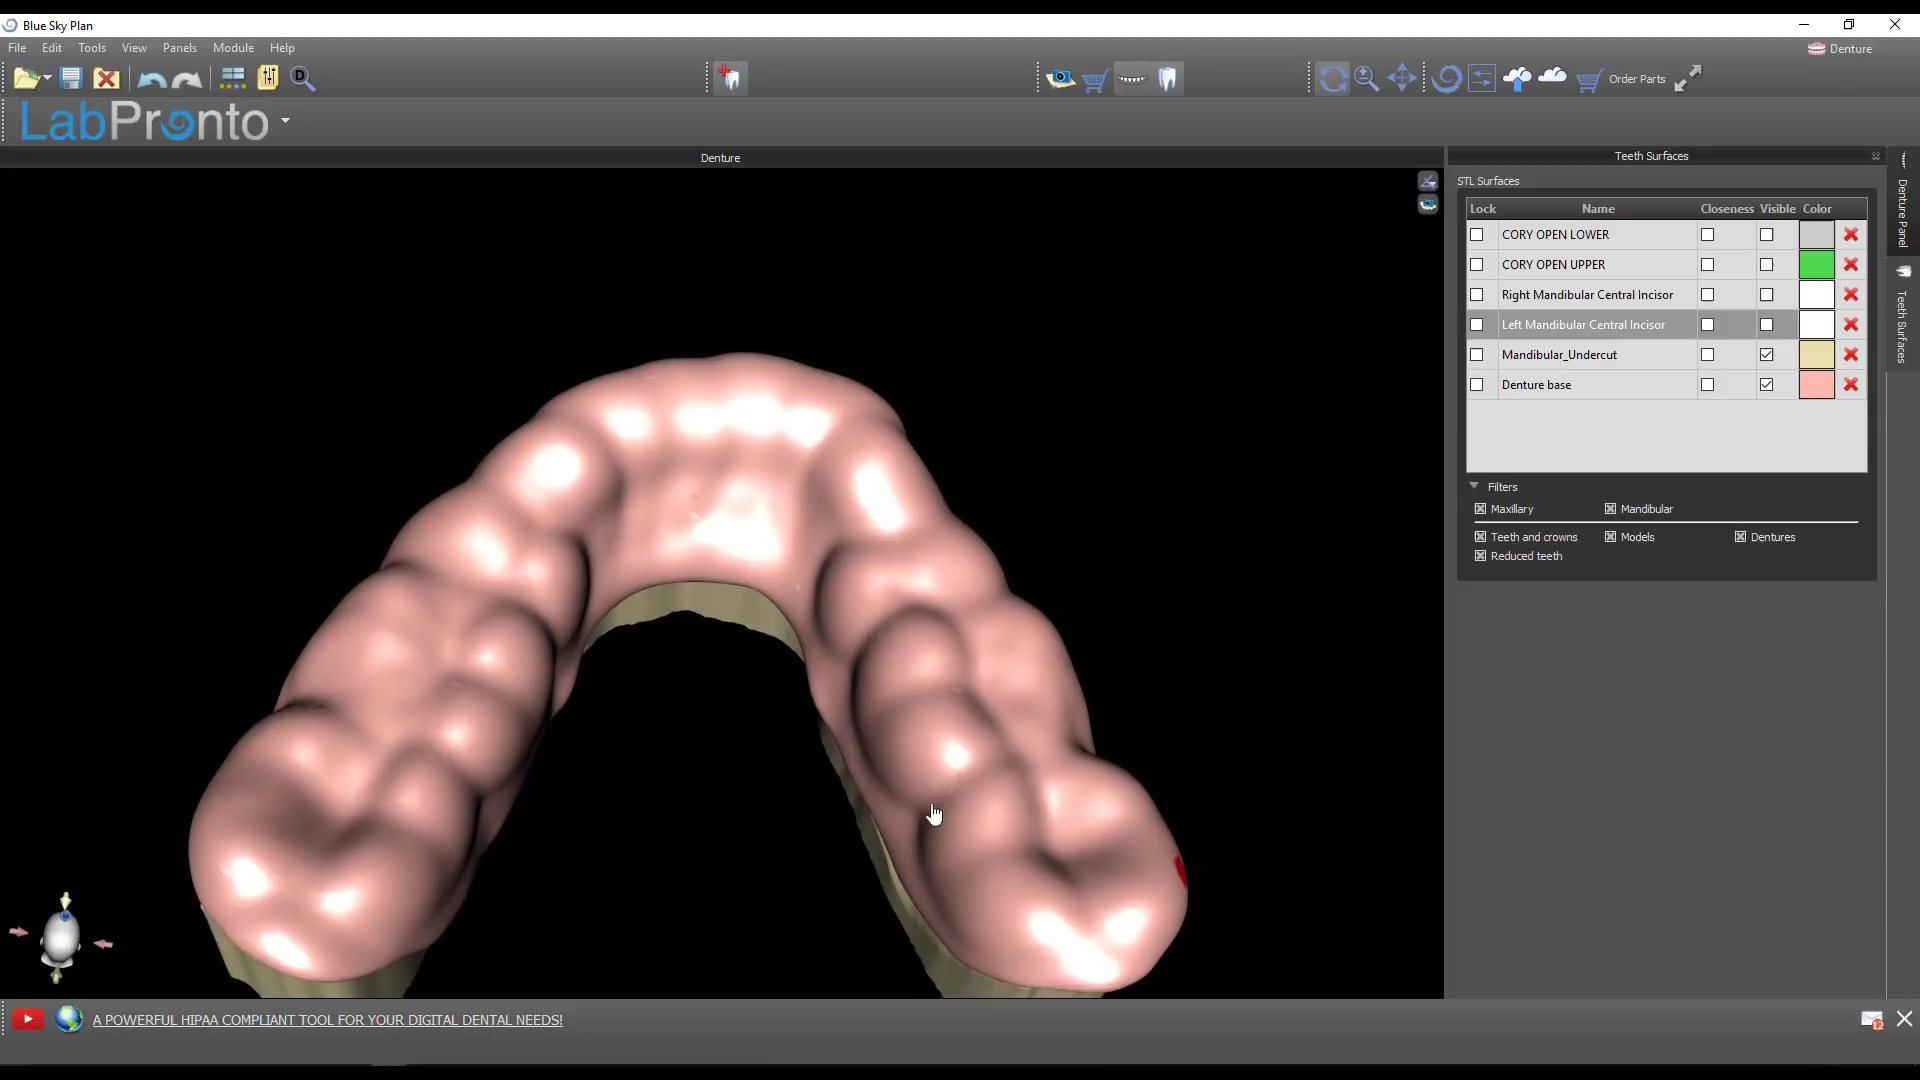 Blue Sky Plan
File Edit Tools View Panels Module Help
Denture
D
Order Parts
LabPronto
Denture
Teeth Surfaces
STL Surfaces
Lock Name Closeness Visible Color
CORY OPEN LOWER
CORY OPEN UPPER
Right Mandibular Central Incisor
Left Mandibular Central Incisor
Mandibular_Undercut
Denture base
Filters
Maxillary Mandibular
Teeth and crowns Models Dentures
Reduced teeth
Denture Panel
Teeth Surfaces
A POWERFUL HIPAA COMPLIANT TOOL FOR YOUR DIGITAL DENTAL NEEDS!
12